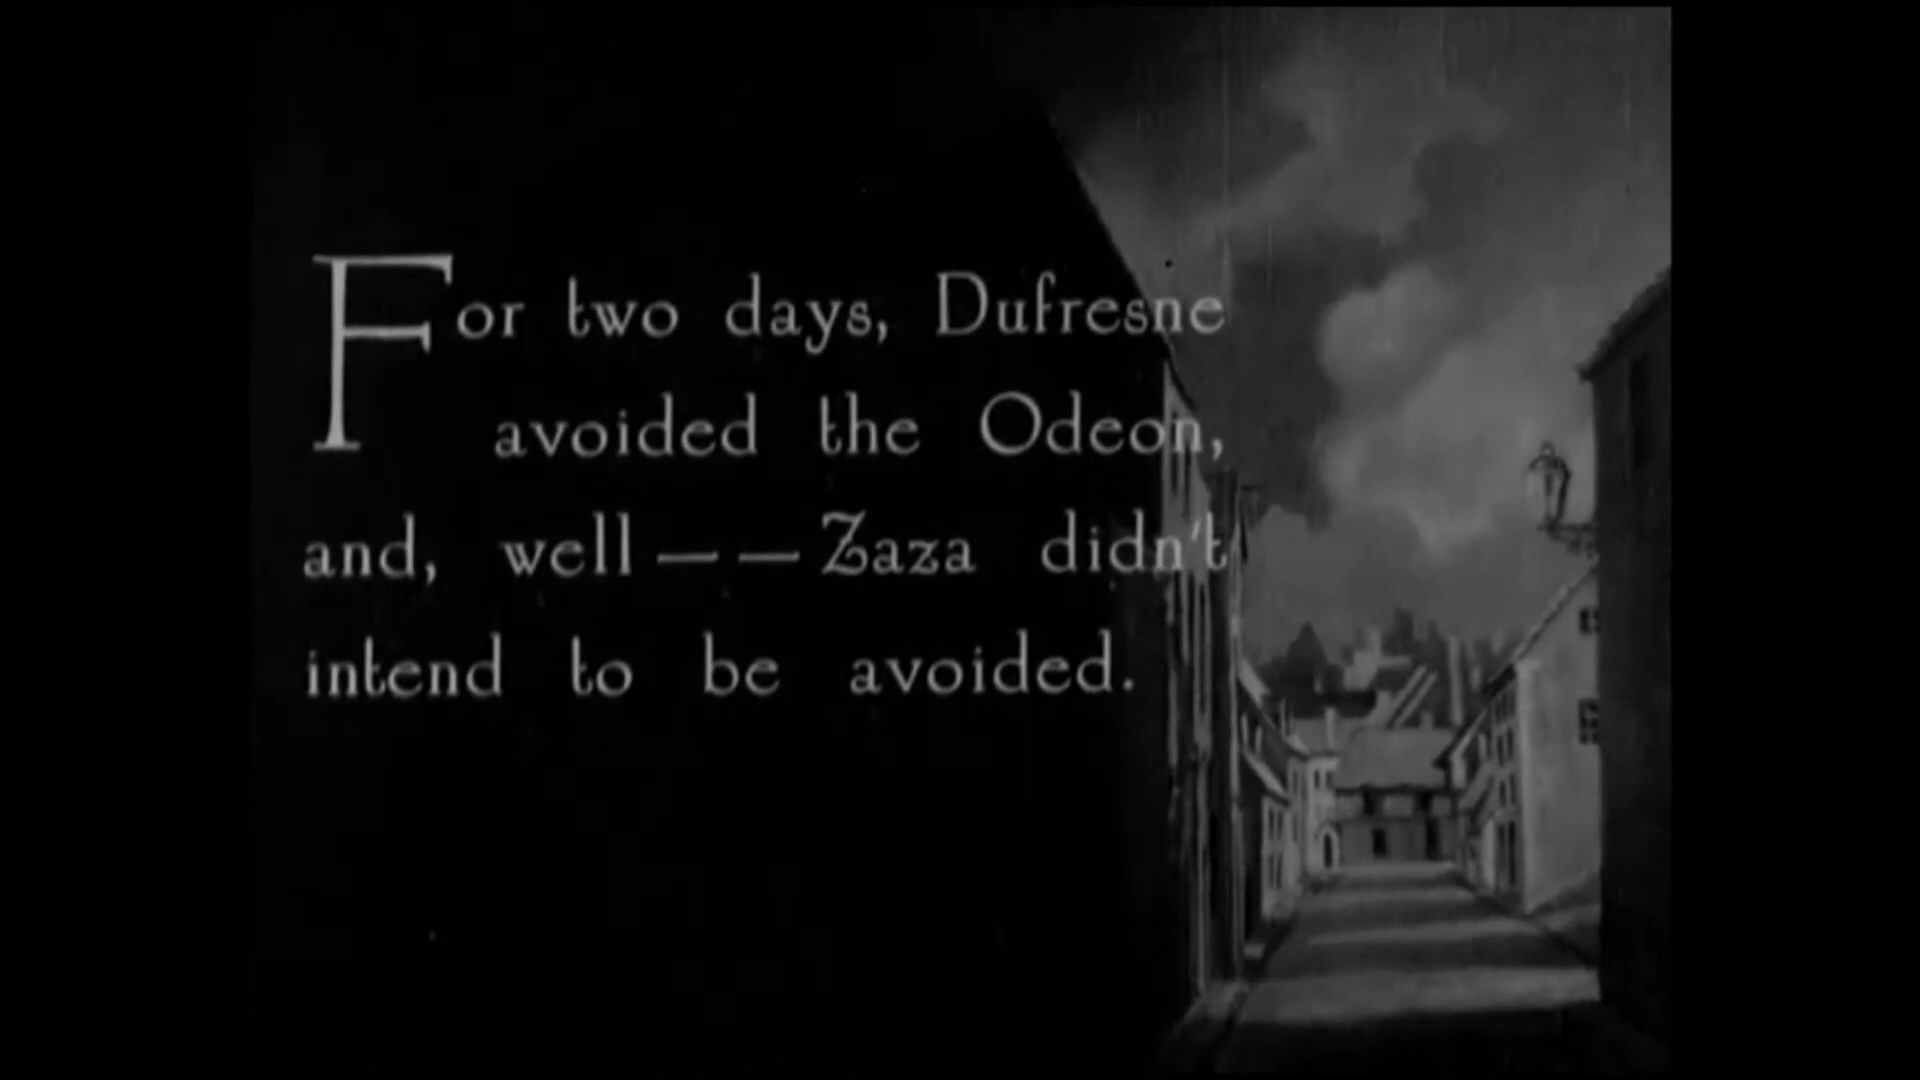 For two days, Dufresne
avoided the Odeon,
and, well — — Zaza didn't
intend to be avoided.